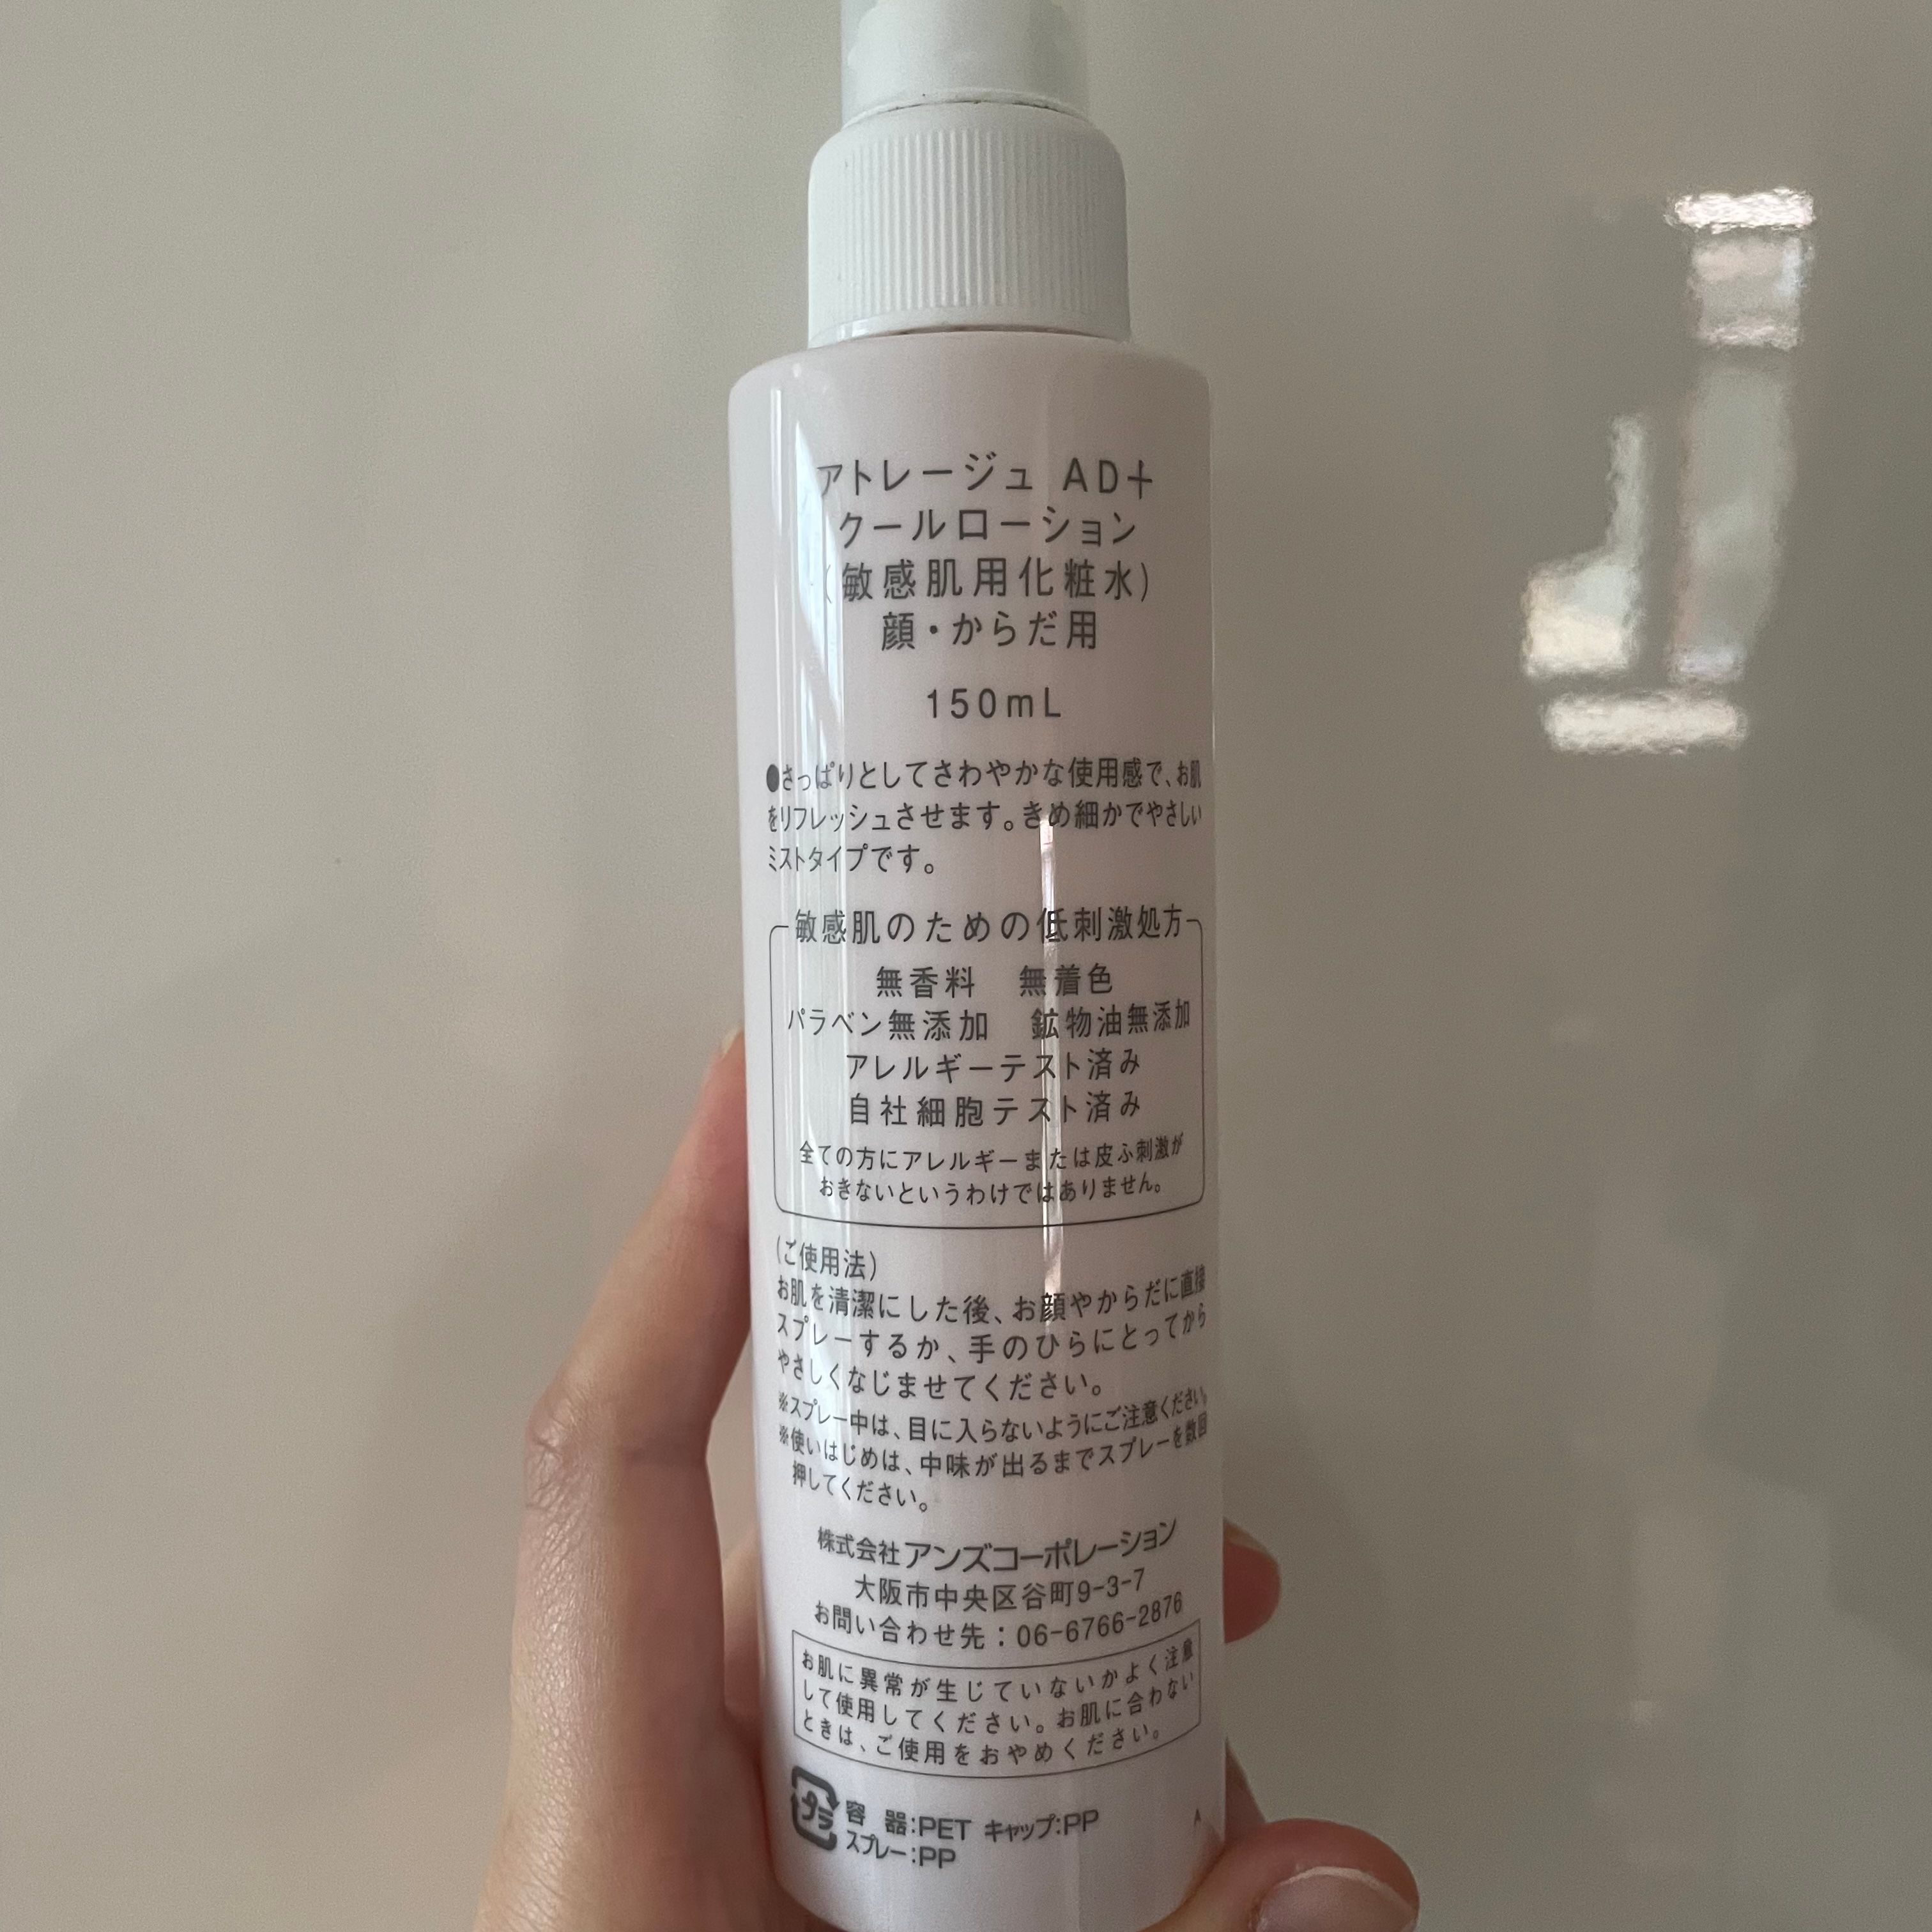 アトレージュ AD＋
クールローション
(敏感肌用化粧水)
顔・からだ用
150mL
●さっぱりとしてさわやかな使用感で、お肌
をリフレッシュさせます。きめ細かでやさしい
ミストタイプです。
敏感肌のための低刺激処方
無香料　無着色
パラベン無添加　鉱物油無添加
アレルギーテスト済み
自社細胞テスト済み
全ての方にアレルギーまたは皮ふ刺激が
おきないというわけではありません。
(ご使用法)
お肌を清潔にした後、お顔やからだに直接
スプレーするか、手のひらにとってから
やさしくなじませてください。
※スプレー中は、目に入らないようにご注意ください。
※使いはじめは、中味が出るまでスプレーを数回
押してください。
株式会社アンズコーポレーション
大阪市中央区谷町9-3-7
お問い合わせ先：06-6766-2876
お肌に異常が生じていないかよく注意
して使用してください。お肌に合わない
ときは、ご使用をおやめください。
プラ 容　器:PET キャップ:PP
スプレー:PP
A